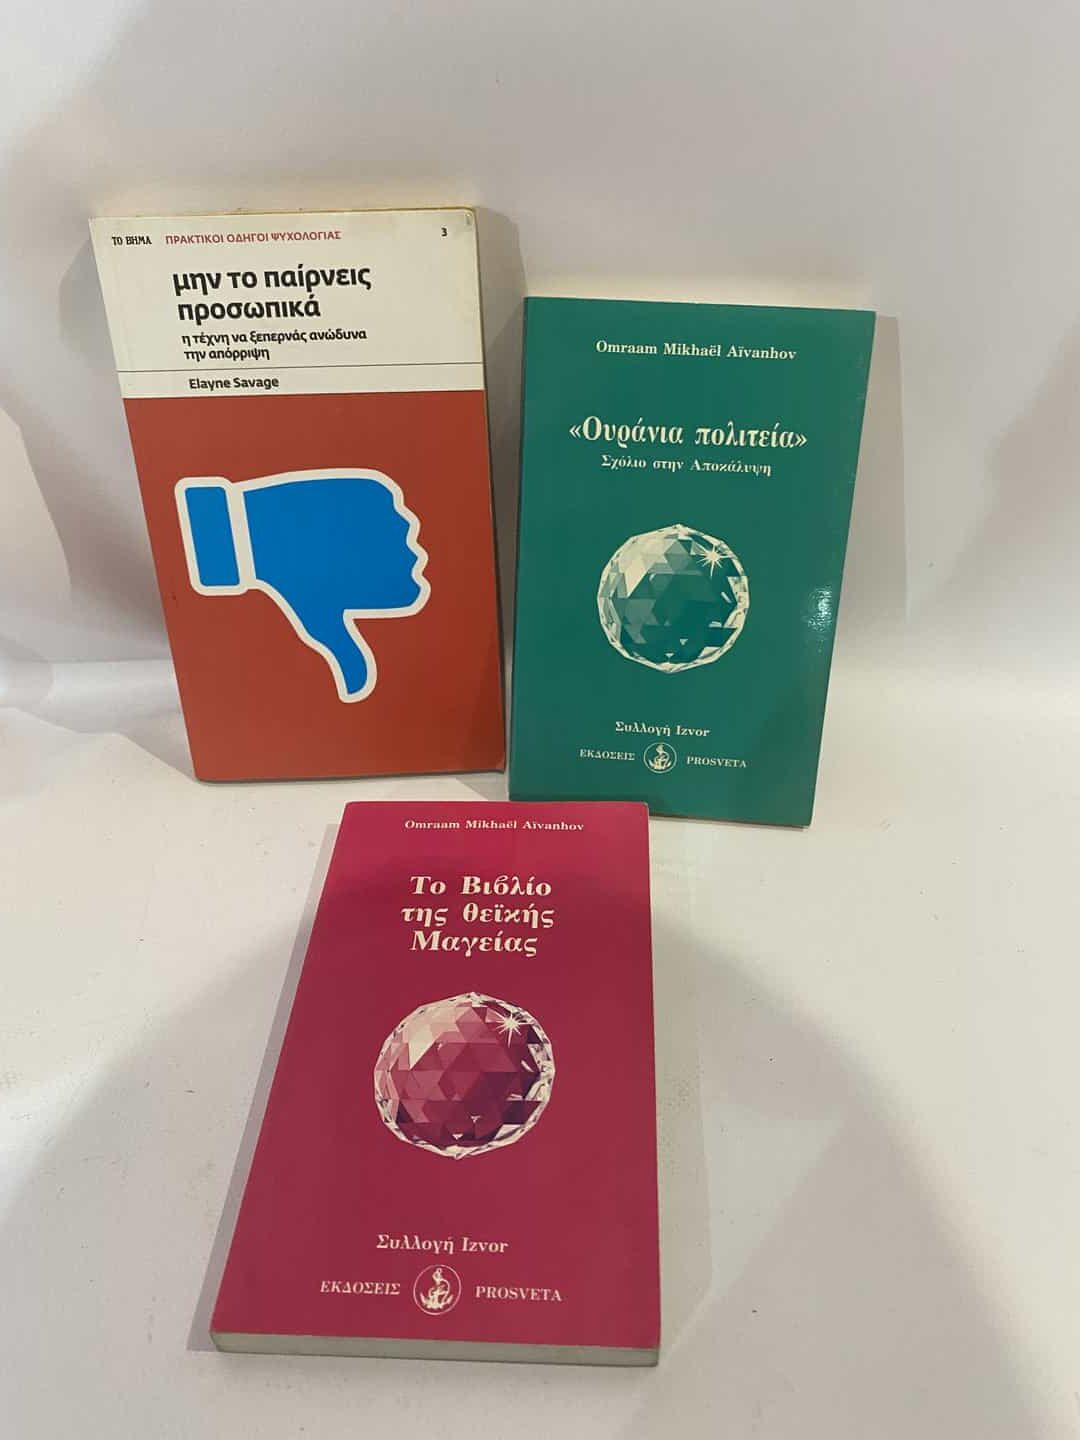 ΤΟ ΒΗΜΑ ΠΡΑΚΤΙΚΟΙ ΟΔΗΓΟΙ ΨΥΧΟΛΟΓΙΑΣ 3
μην το παίρνεις
προσωπικά
η τέχνη να ξεπερνάς ανώδυνα
την απόρριψη
Elayne Savage
Omraam Mikhaël Aïvanhov
«Ουράνια πολιτεία»
Σχόλιο στην Αποκάλυψη
Συλλογή Izvor
ΕΚΔΟΣΕΙΣ PROSVETA
Omraam Mikhaël Aïvanhov
Το Βιβλίο
της θεϊκής
Μαγείας
Συλλογή Izvor
ΕΚΔΟΣΕΙΣ PROSVETA